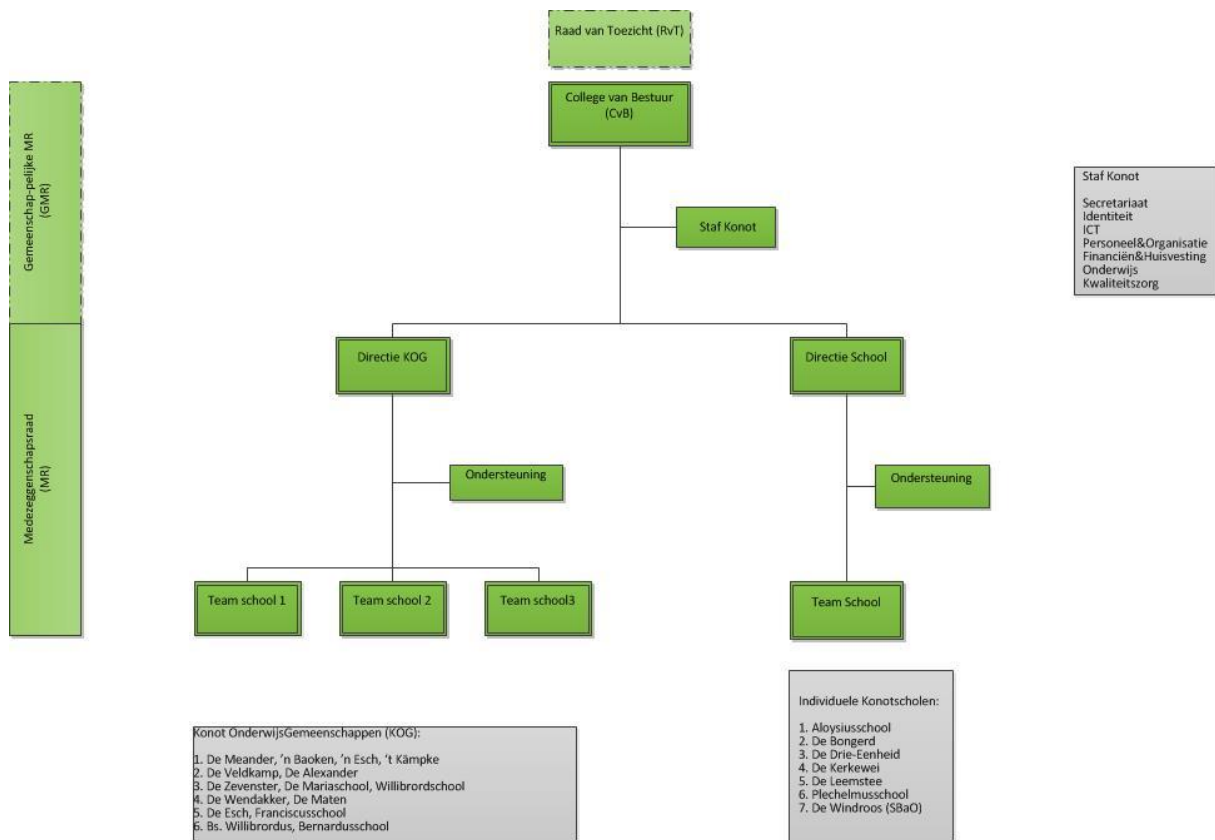 Raad van Toezicht (RvT)
College van Bestuur
(CvB)
Gemeenschap-pelijke MR
(GMR)
Staf Konot
Staf Konot
Secretariaat
Identiteit
ICT
Personeel&Organisatie
Financiën&Huisvesting
Onderwijs
Kwaliteitszorg
Directie KOG
Directie School
Medezeggenschapsraad
(MR)
Ondersteuning
Ondersteuning
Team school 1
Team school 2
Team school3
Team School
Konot OnderwijsGemeenschappen (KOG):
1. De Meander, ’n Baoken, ’n Esch, ‘t Kämpke
2. De Veldkamp, De Alexander
3. De Zevenster, De Mariaschool, Willibrordschool
4. De Wendakker, De Maten
5. De Esch, Franciscusschool
6. Bs. Willibrordus, Bernardusschool
Individuele Konotscholen:
1. Aloysiusschool
2. De Bongerd
3. De Drie-Eenheid
4. De Kerkewei
5. De Leemstee
6. Plechelmusschool
7. De Windroos (SBaO)